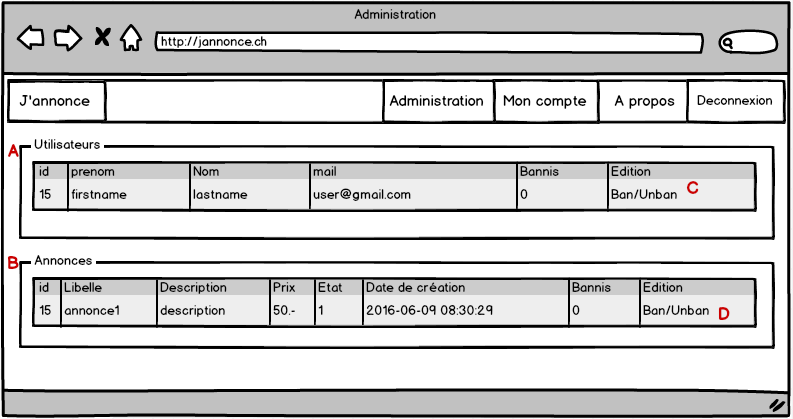 Administration
http://jannonce.ch
J'annonce Administration Mon compte A propos Deconnexion
A Utilisateurs
id prenom Nom mail Bannis Edition
15 firstname lastname user@gmail.com 0 Ban/Unban C
B Annonces
id Libelle Description Prix Etat Date de création Bannis Edition
15 annonce1 description 50.- 1 2016-06-09 08:30:29 0 Ban/Unban D